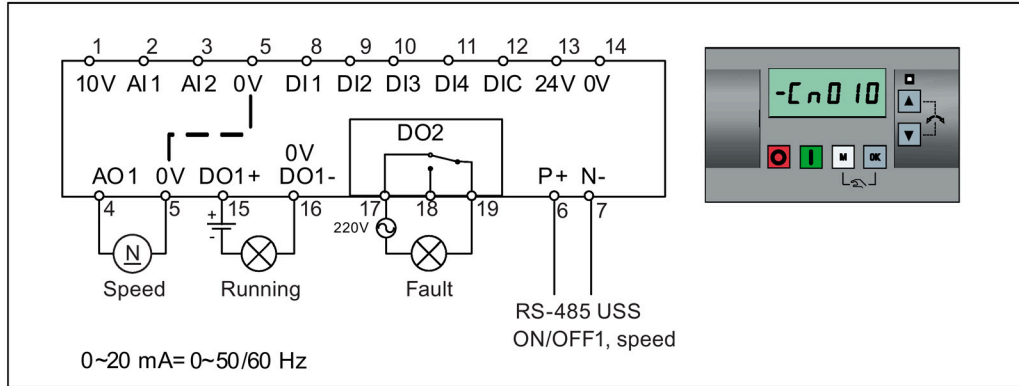 1 2 3 5 8 9 10 11 12 13 14
10V AI1 AI2 0V DI1 DI2 DI3 DI4 DIC 24V 0V
-Cn010
M OK
DO2
0V
AO1 0V DO1+ DO1- P+ N-
4 5 15 16 17 18 19 6 7
+
-
220V
N
Speed Running Fault
RS-485 USS
ON/OFF1, speed
0~20 mA= 0~50/60 Hz